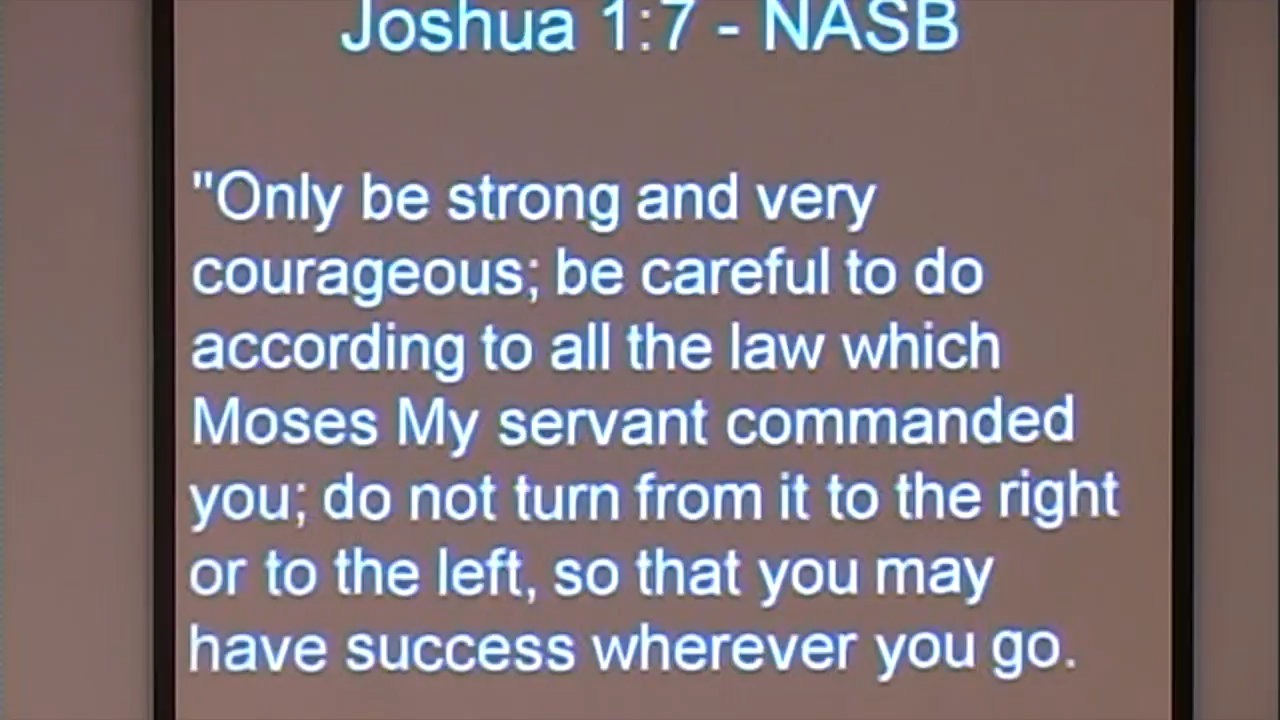 Joshua 1:7 - NASB
"Only be strong and very
courageous; be careful to do
according to all the law which
Moses My servant commanded
you; do not turn from it to the right
or to the left, so that you may
have success wherever you go.